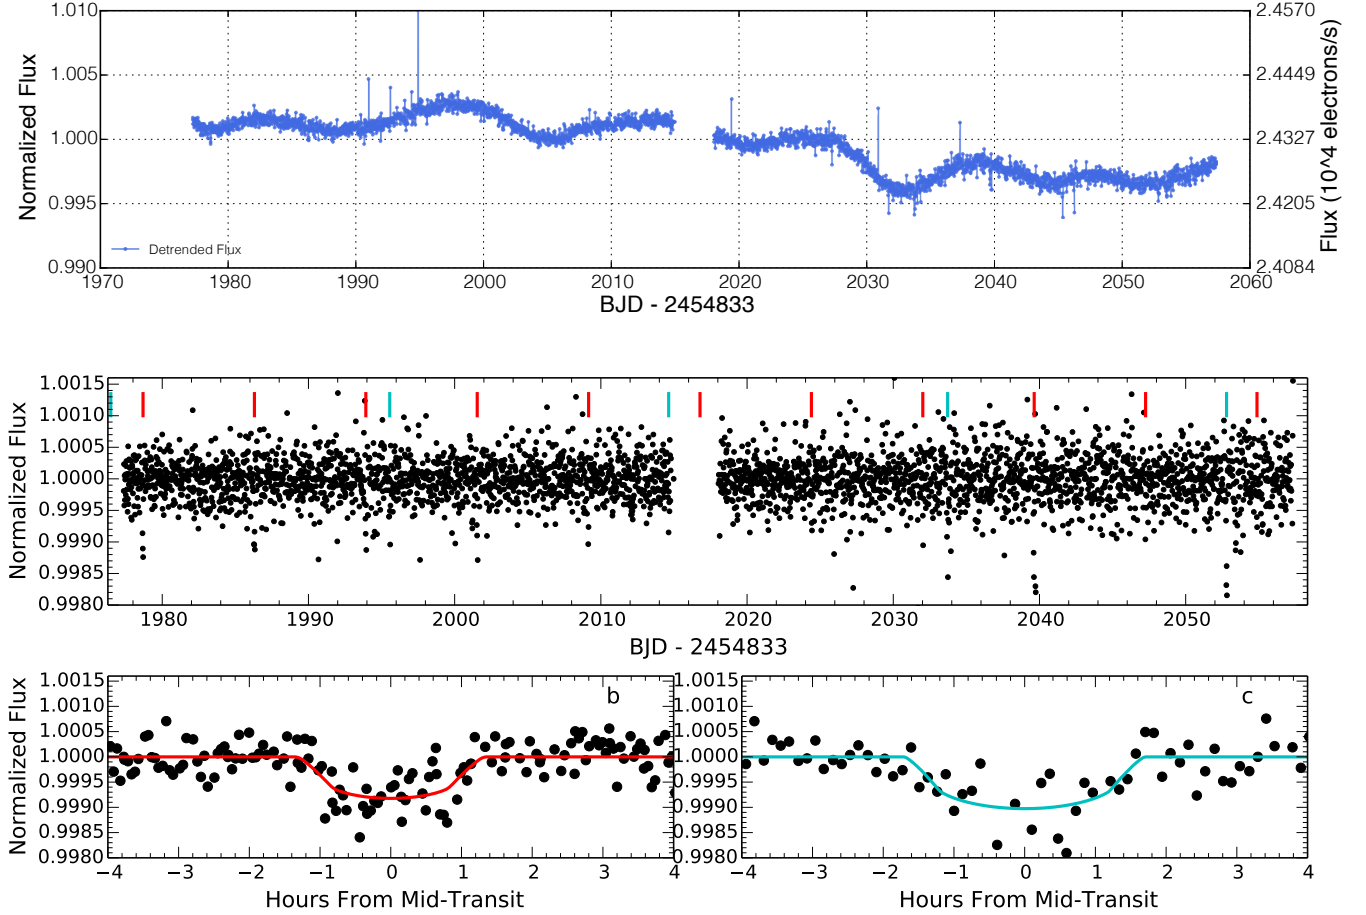 1.010
1.005
1.000
0.995
0.990
Normalized Flux
2.4570
2.4449
2.4327
2.4205
2.4084
Flux (10^4 electrons/s)
Detrended Flux
1970 1980 1990 2000 2010 2020 2030 2040 2050 2060
BJD - 2454833
1.0015
1.0010
1.0005
1.0000
0.9995
0.9990
0.9985
0.9980
Normalized Flux
1980 1990 2000 2010 2020 2030 2040 2050
BJD - 2454833
b
1.0015
1.0010
1.0005
1.0000
0.9995
0.9990
0.9985
0.9980
Normalized Flux
−4 −3 −2 −1 0 1 2 3 4
Hours From Mid-Transit
c
1.0015
1.0010
1.0005
1.0000
0.9995
0.9990
0.9985
0.9980
−4 −3 −2 −1 0 1 2 3 4
Hours From Mid-Transit